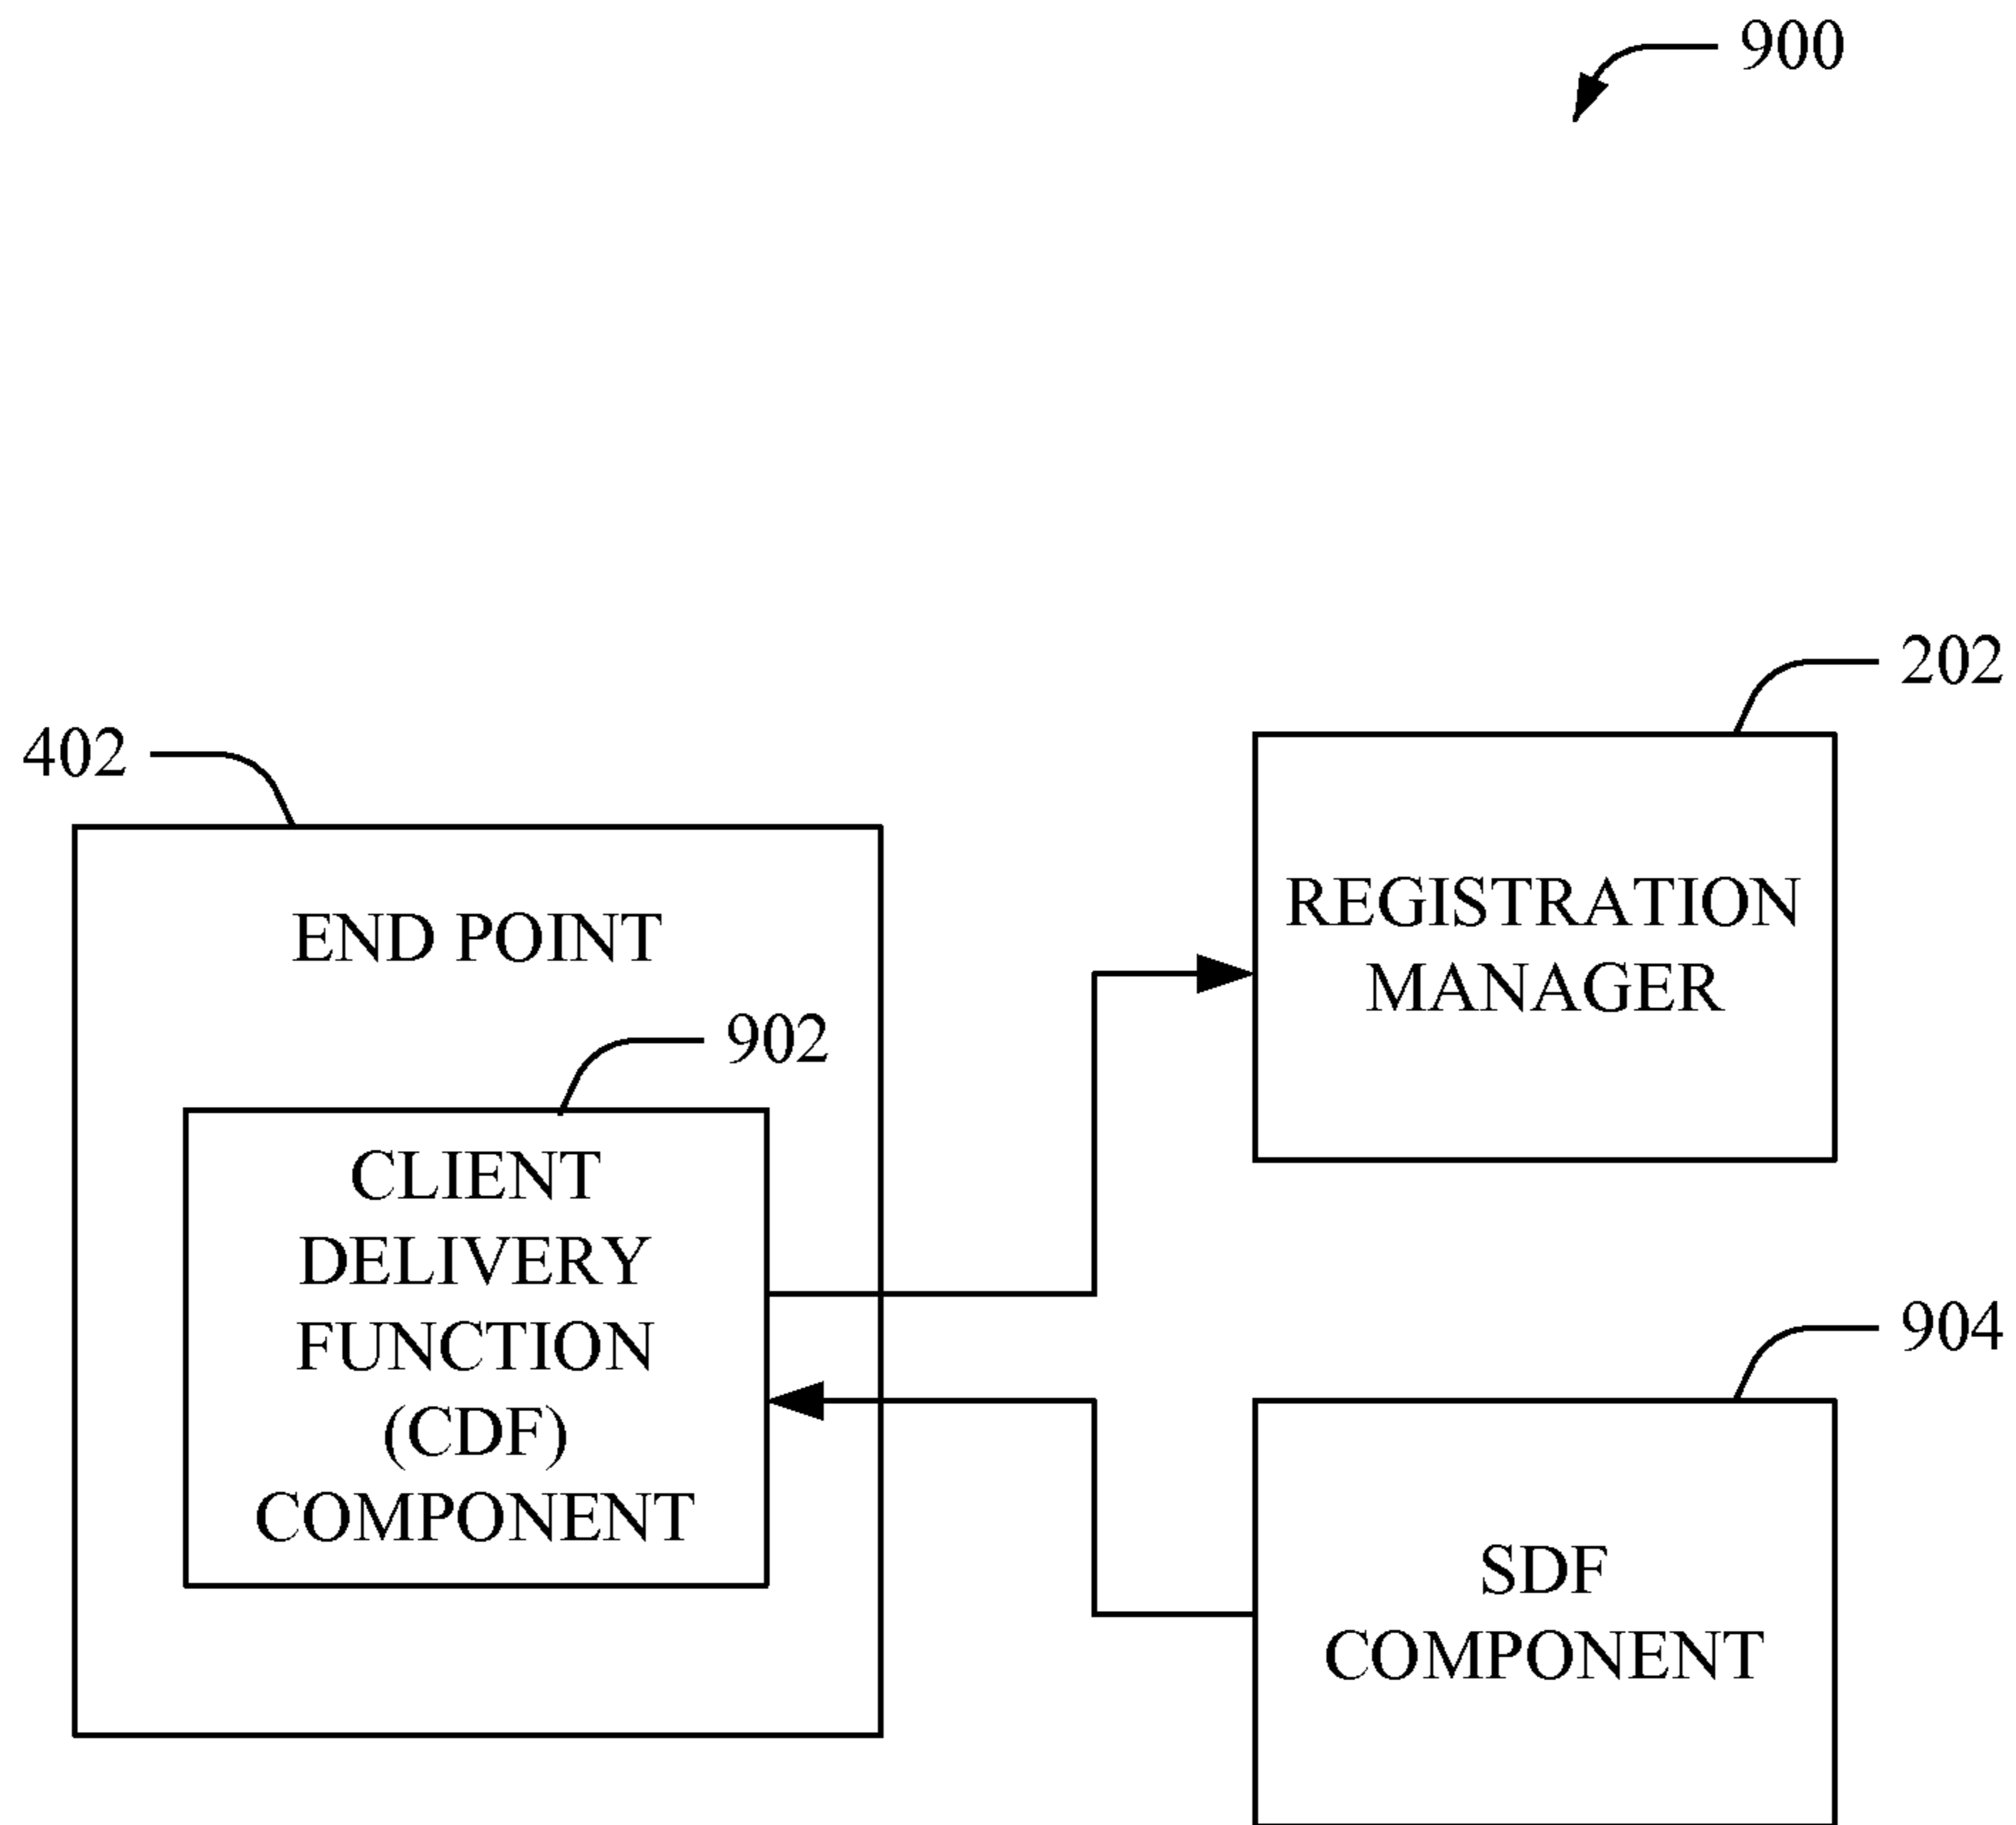 900
202
402
REGISTRATION
MANAGER
END POINT
902
CLIENT
DELIVERY
FUNCTION
(CDF)
COMPONENT
904
SDF
COMPONENT